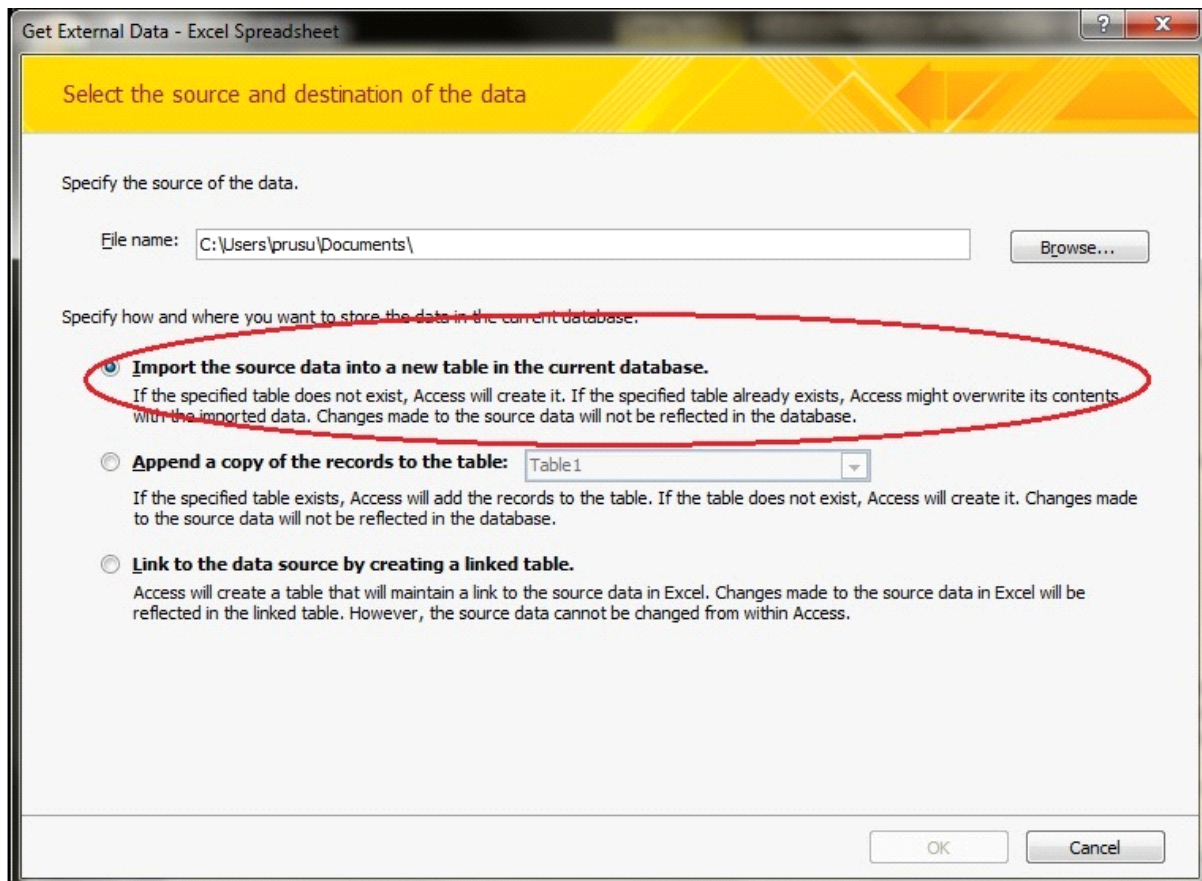 Get External Data - Excel Spreadsheet
Select the source and destination of the data
Specify the source of the data.
File name: C:\Users\prusu\Documents\ Browse...
Specify how and where you want to store the data in the current database.
Import the source data into a new table in the current database.
If the specified table does not exist, Access will create it. If the specified table already exists, Access might overwrite its contents
with the imported data. Changes made to the source data will not be reflected in the database.
Append a copy of the records to the table: Table1
If the specified table exists, Access will add the records to the table. If the table does not exist, Access will create it. Changes made
to the source data will not be reflected in the database.
Link to the data source by creating a linked table.
Access will create a table that will maintain a link to the source data in Excel. Changes made to the source data in Excel will be
reflected in the linked table. However, the source data cannot be changed from within Access.
OK Cancel